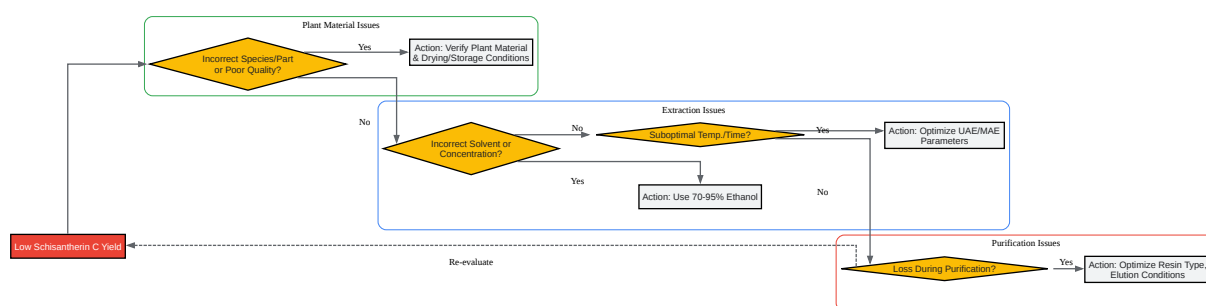 Plant Material Issues
Incorrect Species/Part
or Poor Quality?
Yes
Action: Verify Plant Material
& Drying/Storage Conditions
No
Extraction Issues
Incorrect Solvent or
Concentration?
No
Suboptimal Temp./Time?
Yes
Action: Optimize UAE/MAE
Parameters
Yes
Action: Use 70-95% Ethanol
No
Low Schisantherin C Yield
Re-evaluate
Purification Issues
Loss During Purification?
Yes
Action: Optimize Resin Type,
Elution Conditions